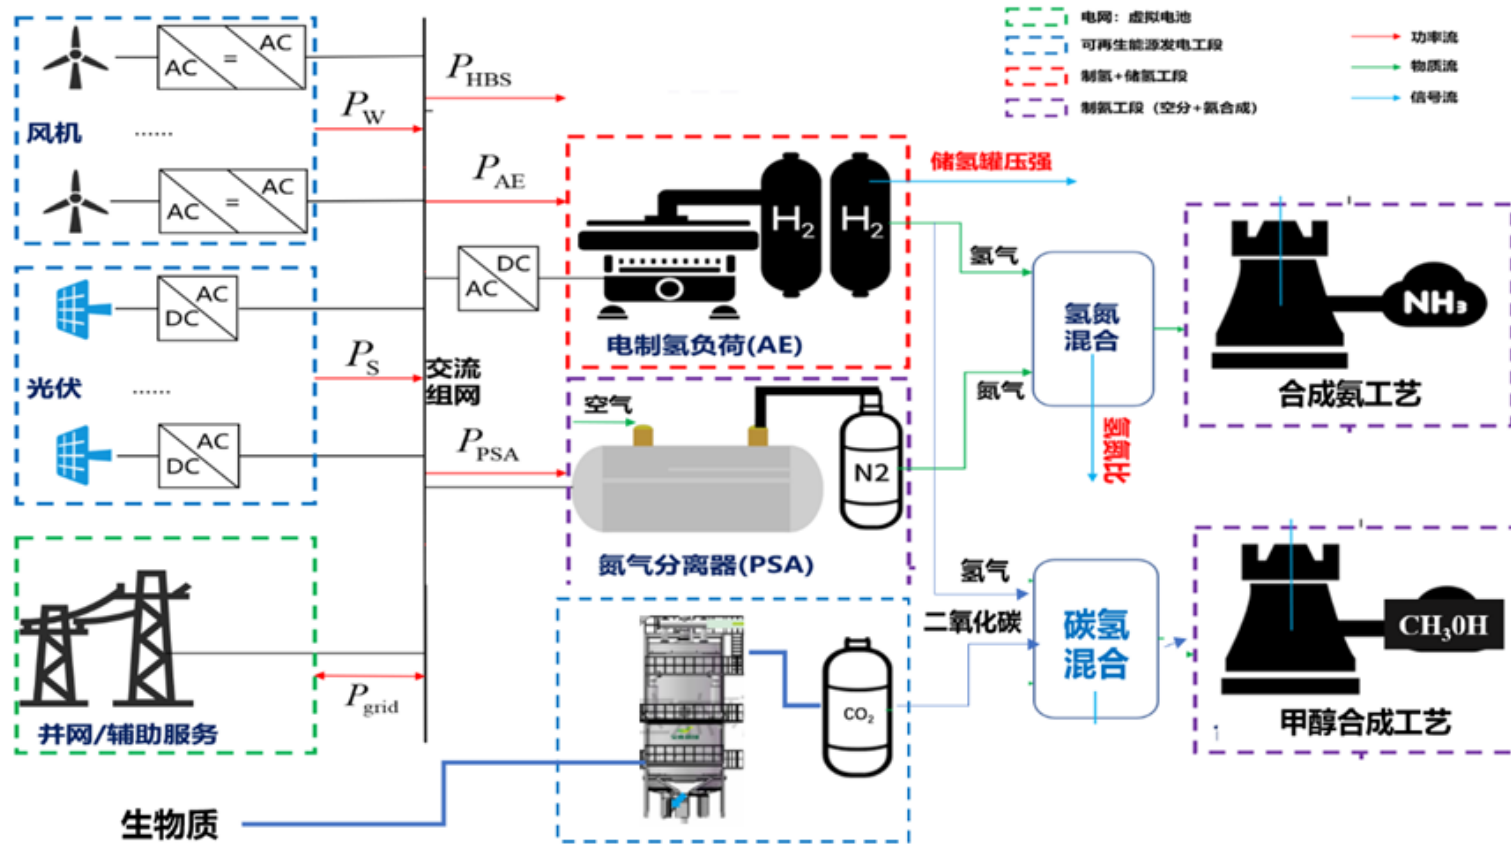 电网：虚拟电池
可再生能源发电工段
制氢+储氢工段
制氨工段（空分+氨合成）
功率流
物质流
信号流
AC
AC
=
风机
......
AC
AC
=
P_W
P_HBS
P_AE
储氢罐压强
H₂
H₂
DC
AC
电制氢负荷(AE)
氢气
氮气
氢氮
混合
氢氮比
NH₃
合成氨工艺
AC
DC
光伏
......
AC
DC
P_S
交流
组网
P_PSA
空气
N2
氮气分离器(PSA)
氢气
二氧化碳
碳氢
混合
CH₃0H
甲醇合成工艺
P_grid
并网/辅助服务
CO₂
生物质